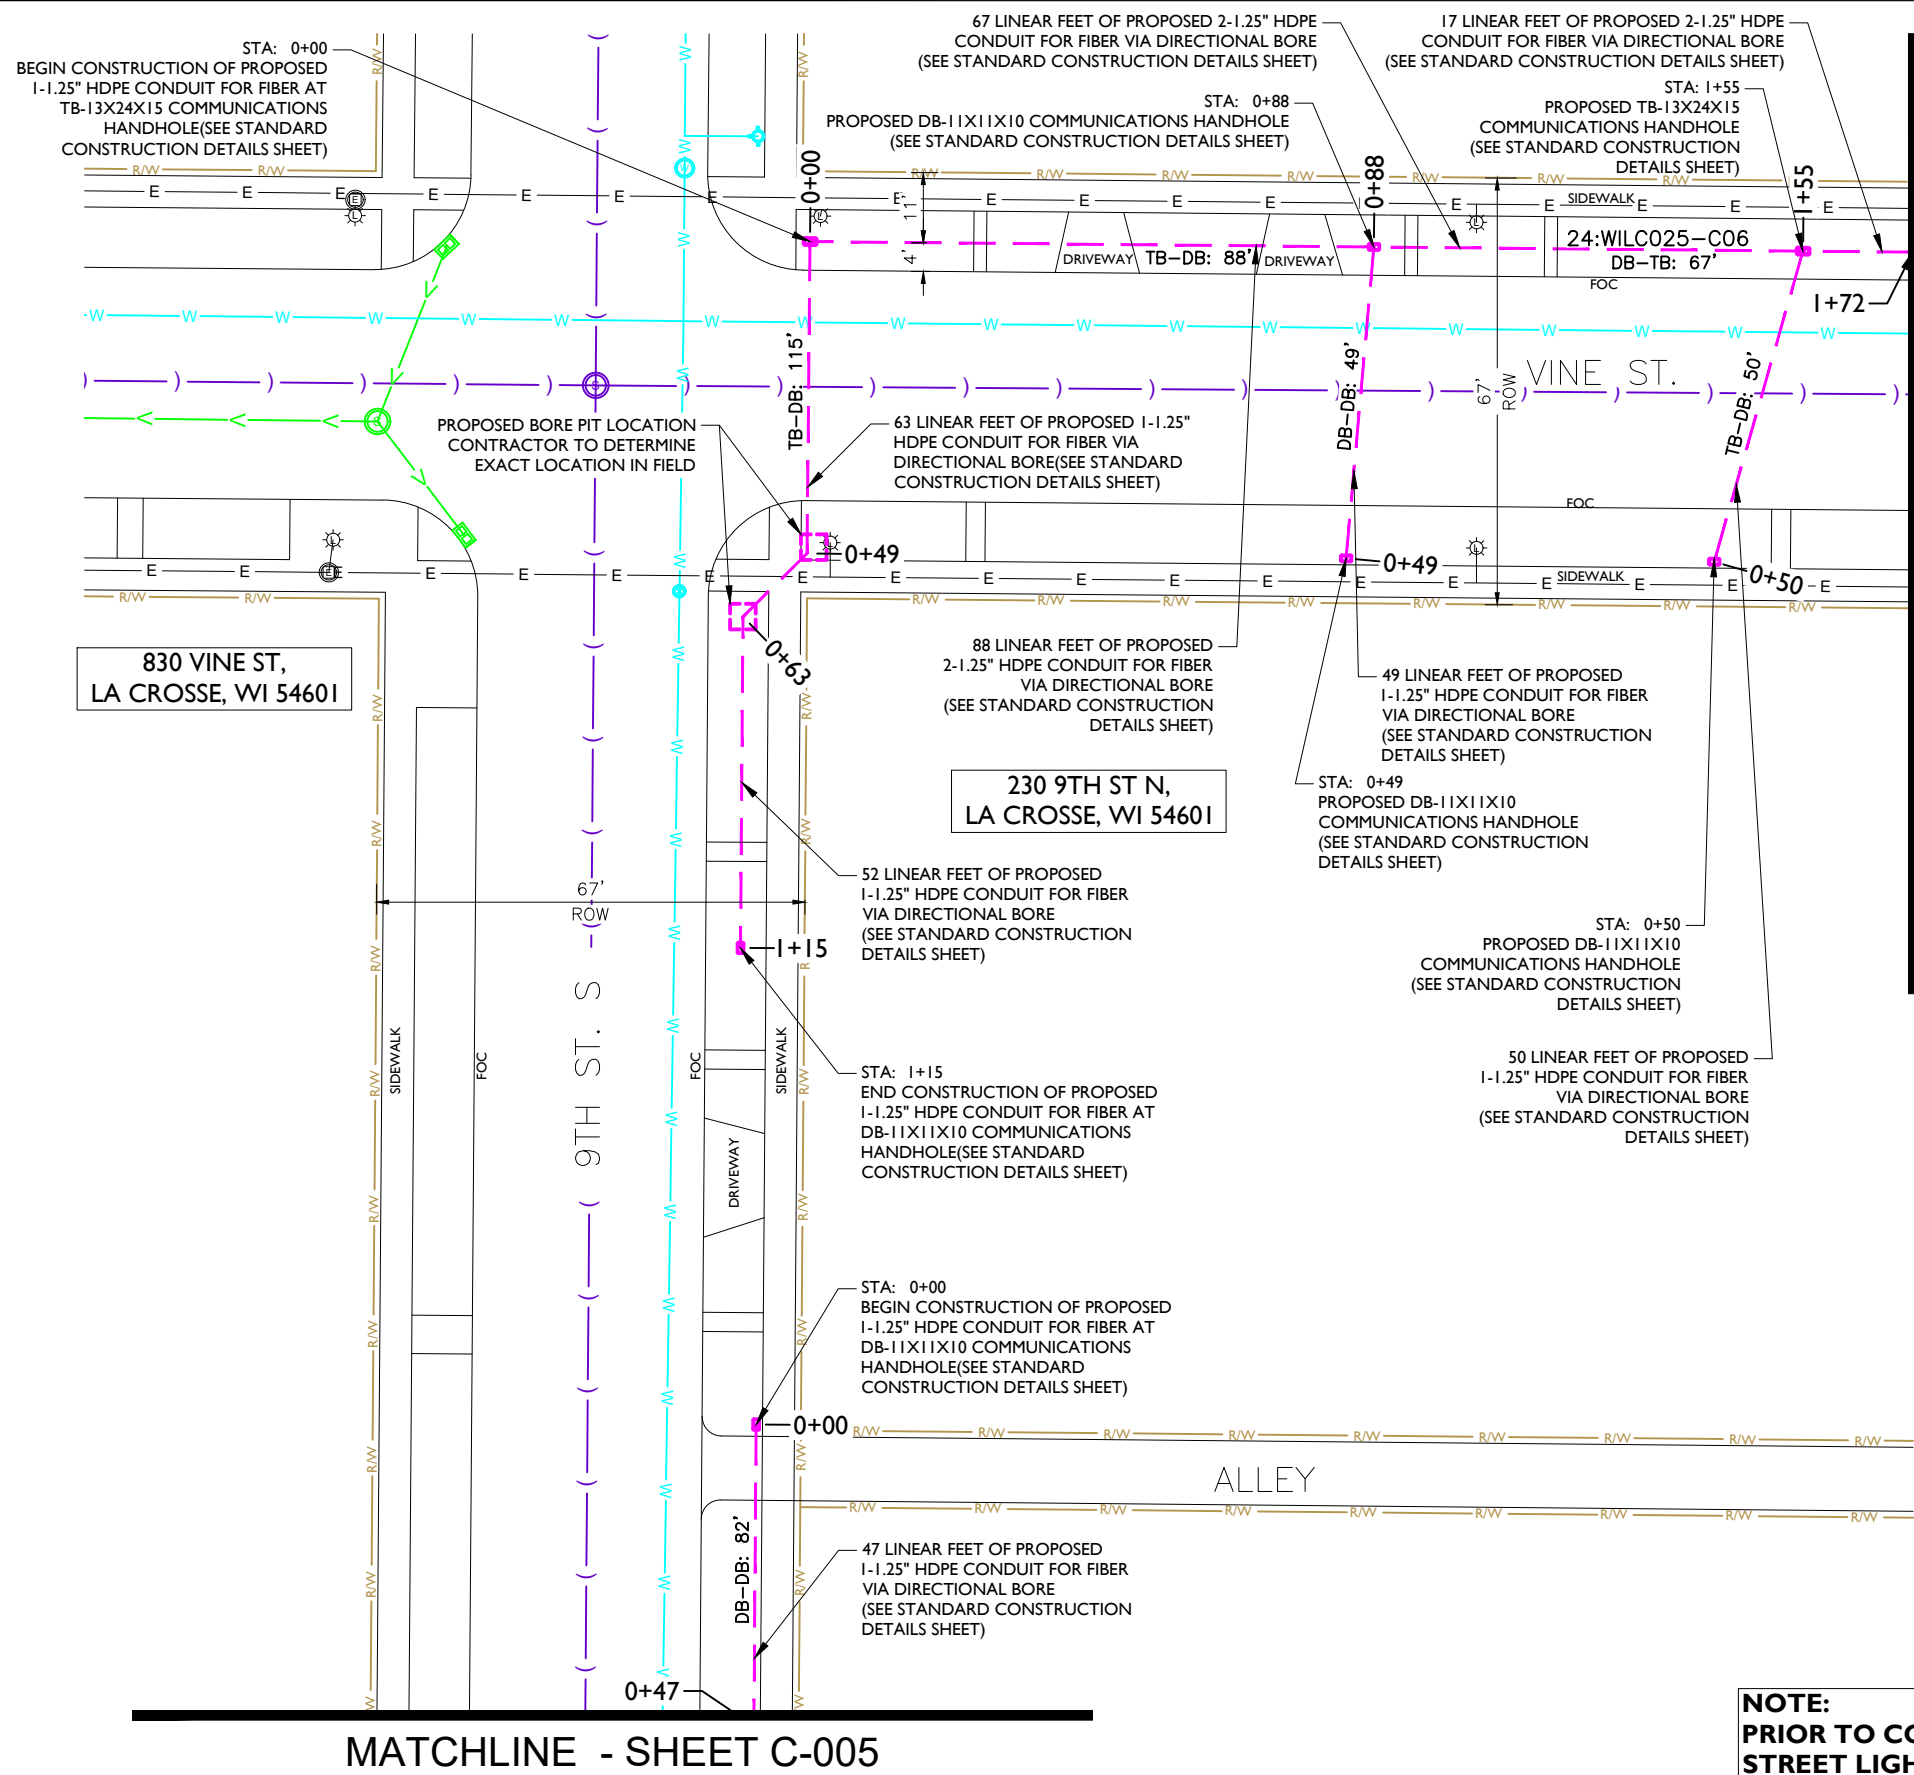 STA: 0+00
BEGIN CONSTRUCTION OF PROPOSED
1-1.25" HDPE CONDUIT FOR FIBER AT
TB-13X24X15 COMMUNICATIONS
HANDHOLE(SEE STANDARD
CONSTRUCTION DETAILS SHEET)
67 LINEAR FEET OF PROPOSED 2-1.25" HDPE
CONDUIT FOR FIBER VIA DIRECTIONAL BORE
(SEE STANDARD CONSTRUCTION DETAILS SHEET)
17 LINEAR FEET OF PROPOSED 2-1.25" HDPE
CONDUIT FOR FIBER VIA DIRECTIONAL BORE
(SEE STANDARD CONSTRUCTION DETAILS SHEET)
STA: 0+88
PROPOSED DB-11X11X10 COMMUNICATIONS HANDHOLE
(SEE STANDARD CONSTRUCTION DETAILS SHEET)
STA: 1+55
PROPOSED TB-13X24X15
COMMUNICATIONS HANDHOLE
(SEE STANDARD CONSTRUCTION
DETAILS SHEET)
0+00
0+88
1+55
11'
4'
SIDEWALK
DRIVEWAY
TB-DB: 88'
DRIVEWAY
24:WILC025-C06
DB-TB: 67'
FOC
1+72
TB-DB: 115'
DB-DB: 49'
TB-DB: 50'
67'
ROW
VINE ST.
PROPOSED BORE PIT LOCATION
CONTRACTOR TO DETERMINE
EXACT LOCATION IN FIELD
63 LINEAR FEET OF PROPOSED 1-1.25"
HDPE CONDUIT FOR FIBER VIA
DIRECTIONAL BORE(SEE STANDARD
CONSTRUCTION DETAILS SHEET)
FOC
0+49
0+49
SIDEWALK
0+50
0+63
830 VINE ST,
LA CROSSE, WI 54601
88 LINEAR FEET OF PROPOSED
2-1.25" HDPE CONDUIT FOR FIBER
VIA DIRECTIONAL BORE
(SEE STANDARD CONSTRUCTION
DETAILS SHEET)
49 LINEAR FEET OF PROPOSED
1-1.25" HDPE CONDUIT FOR FIBER
VIA DIRECTIONAL BORE
(SEE STANDARD CONSTRUCTION
DETAILS SHEET)
230 9TH ST N,
LA CROSSE, WI 54601
STA: 0+49
PROPOSED DB-11X11X10
COMMUNICATIONS HANDHOLE
(SEE STANDARD CONSTRUCTION
DETAILS SHEET)
67'
ROW
52 LINEAR FEET OF PROPOSED
1-1.25" HDPE CONDUIT FOR FIBER
VIA DIRECTIONAL BORE
(SEE STANDARD CONSTRUCTION
DETAILS SHEET)
1+15
STA: 0+50
PROPOSED DB-11X11X10
COMMUNICATIONS HANDHOLE
(SEE STANDARD CONSTRUCTION
DETAILS SHEET)
SIDEWALK
FOC
9TH ST. S
FOC
SIDEWALK
DRIVEWAY
STA: 1+15
END CONSTRUCTION OF PROPOSED
1-1.25" HDPE CONDUIT FOR FIBER AT
DB-11X11X10 COMMUNICATIONS
HANDHOLE(SEE STANDARD
CONSTRUCTION DETAILS SHEET)
50 LINEAR FEET OF PROPOSED
1-1.25" HDPE CONDUIT FOR FIBER
VIA DIRECTIONAL BORE
(SEE STANDARD CONSTRUCTION
DETAILS SHEET)
STA: 0+00
BEGIN CONSTRUCTION OF PROPOSED
1-1.25" HDPE CONDUIT FOR FIBER AT
DB-11X11X10 COMMUNICATIONS
HANDHOLE(SEE STANDARD
CONSTRUCTION DETAILS SHEET)
0+00
ALLEY
DB-DB: 82'
47 LINEAR FEET OF PROPOSED
1-1.25" HDPE CONDUIT FOR FIBER
VIA DIRECTIONAL BORE
(SEE STANDARD CONSTRUCTION
DETAILS SHEET)
0+47
MATCHLINE - SHEET C-005
NOTE:
PRIOR TO
STREET